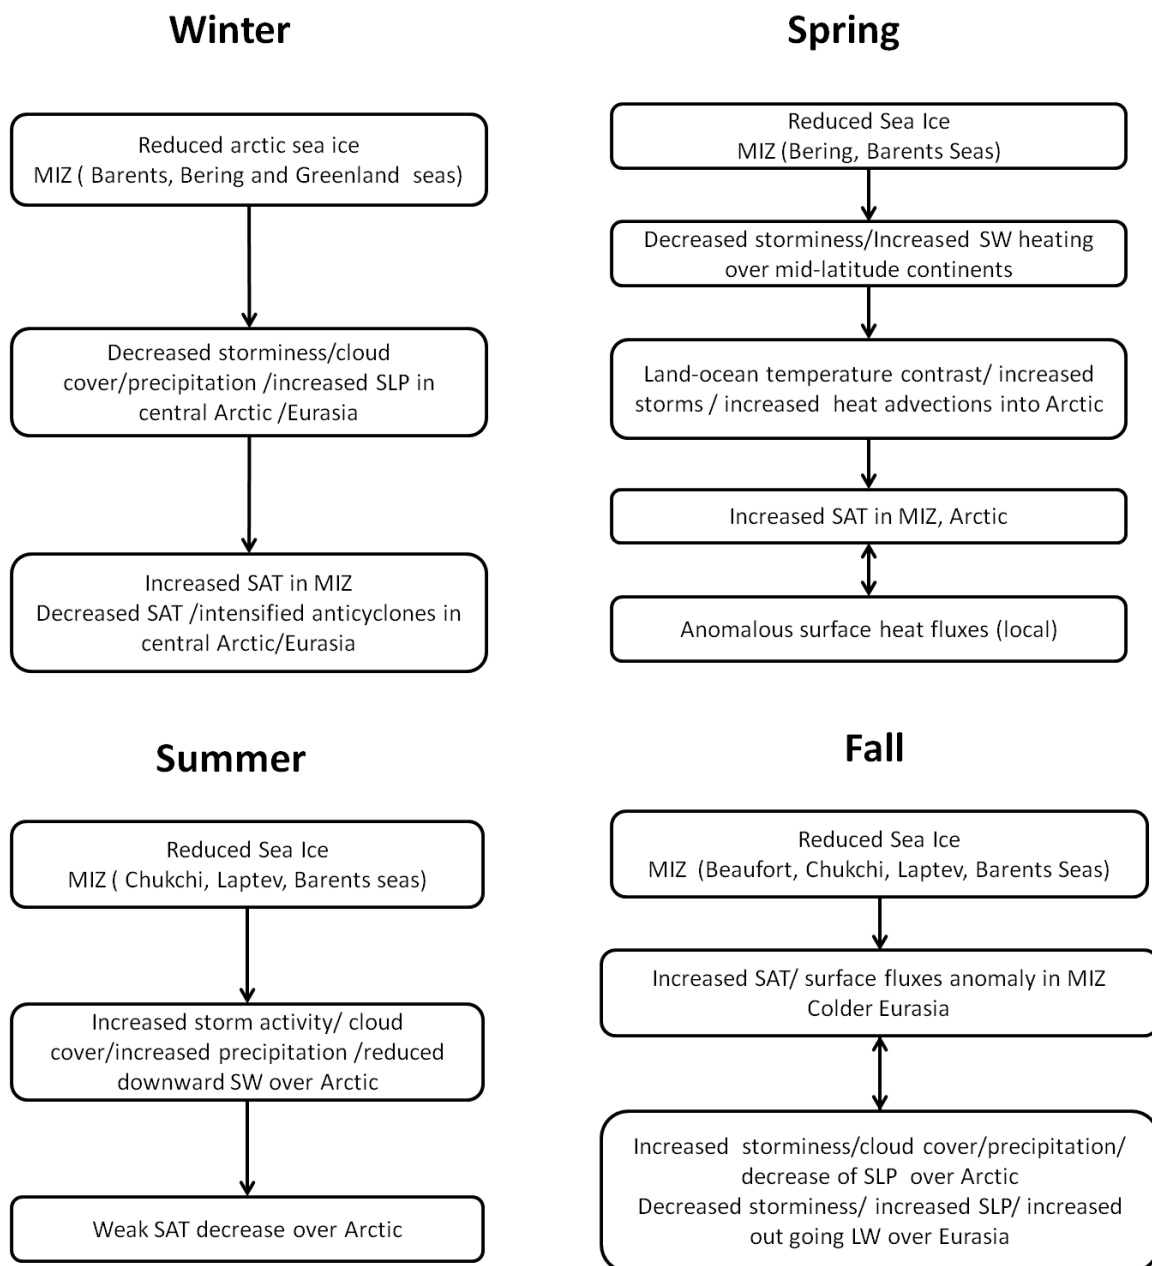 Winter
Reduced arctic sea ice
MIZ ( Barents, Bering and Greenland seas)
Decreased storminess/cloud
cover/precipitation /increased SLP in
central Arctic /Eurasia
Increased SAT in MIZ
Decreased SAT /intensified anticyclones in
central Arctic/Eurasia
Spring
Reduced Sea Ice
MIZ (Bering, Barents Seas)
Decreased storminess/Increased SW heating
over mid-latitude continents
Land-ocean temperature contrast/ increased
storms / increased heat advections into Arctic
Increased SAT in MIZ, Arctic
Anomalous surface heat fluxes (local)
Summer
Reduced Sea Ice
MIZ ( Chukchi, Laptev, Barents seas)
Increased storm activity/ cloud
cover/increased precipitation /reduced
downward SW over Arctic
Weak SAT decrease over Arctic
Fall
Reduced Sea Ice
MIZ (Beaufort, Chukchi, Laptev, Barents Seas)
Increased SAT/ surface fluxes anomaly in MIZ
Colder Eurasia
Increased storminess/cloud cover/precipitation/
decrease of SLP over Arctic
Decreased storminess/ increased SLP/ increased
out going LW over Eurasia